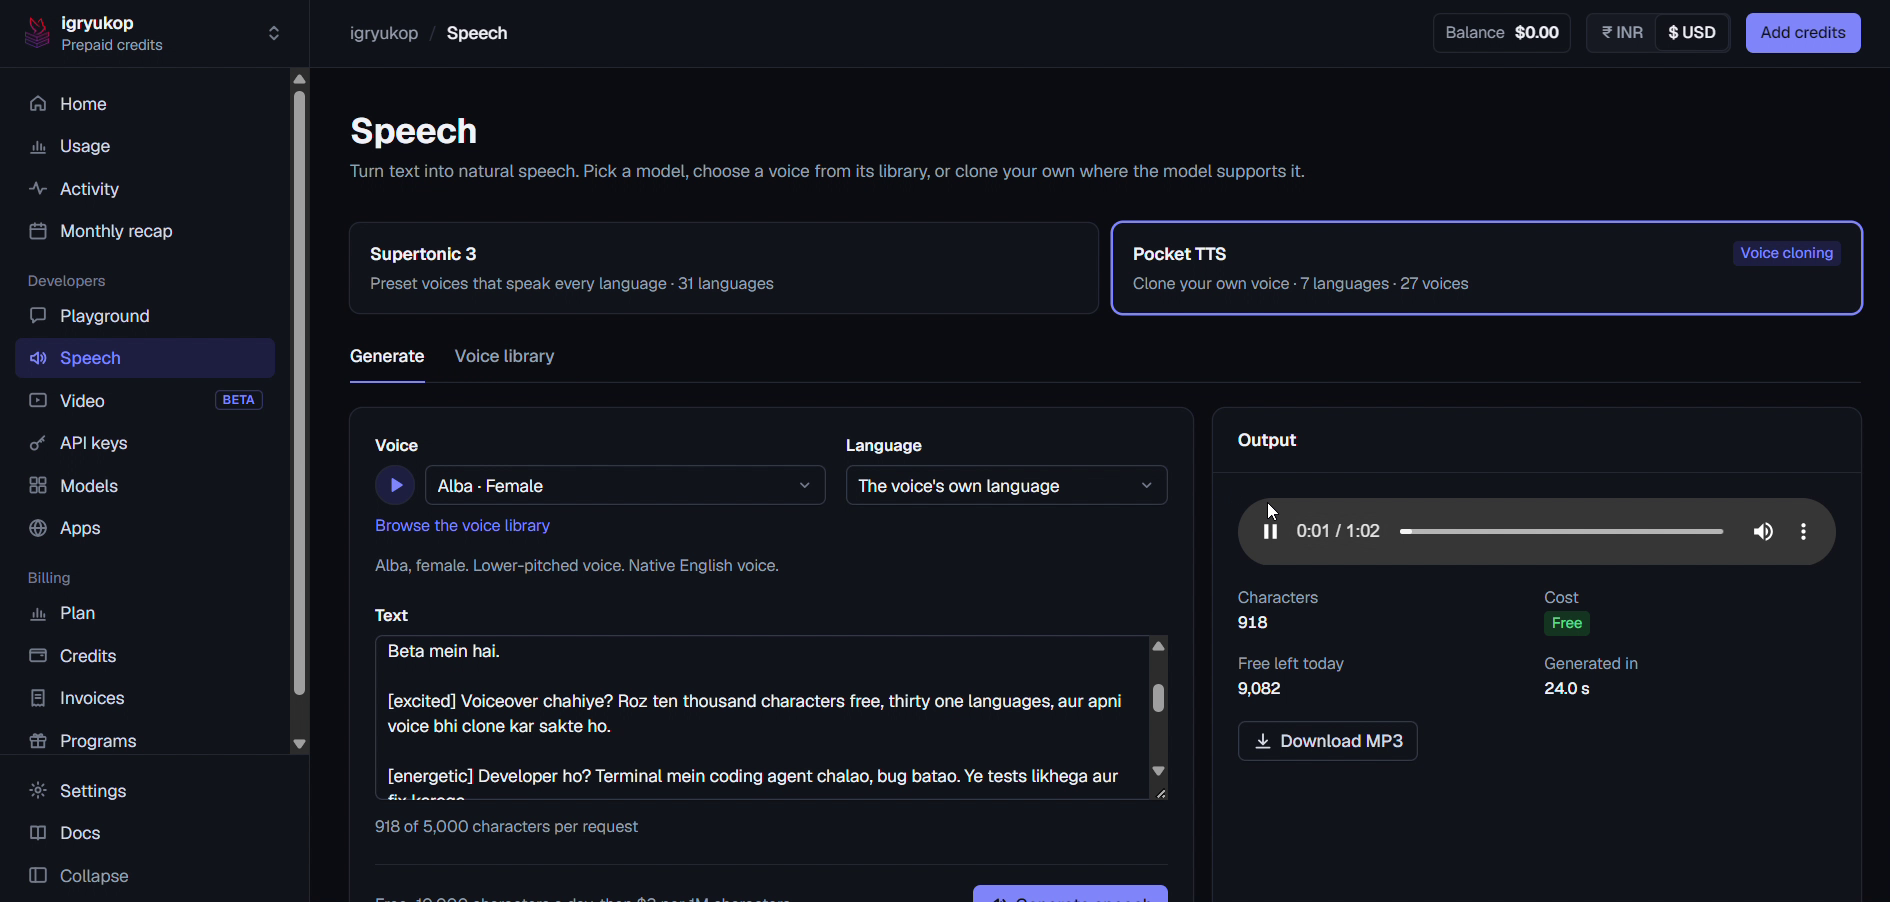 igryukop
Prepaid credits
igryukop / Speech
Balance $0.00
₹ INR
$ USD
Add credits
Home
Usage
Activity
Monthly recap
Developers
Playground
Speech
Video BETA
API keys
Models
Apps
Billing
Plan
Credits
Invoices
Programs
Settings
Docs
Collapse
Speech
Turn text into natural speech. Pick a model, choose a voice from its library, or clone your own where the model supports it.
Supertonic 3
Preset voices that speak every language · 31 languages
Pocket TTS
Voice cloning
Clone your own voice · 7 languages · 27 voices
Generate
Voice library
Voice
Alba · Female
Language
The voice's own language
Browse the voice library
Alba, female. Lower-pitched voice. Native English voice.
Text
Beta mein hai.
[excited] Voiceover chahiye? Roz ten thousand characters free, thirty one languages, aur apni
voice bhi clone kar sakte ho.
[energetic] Developer ho? Terminal mein coding agent chalao, bug batao. Ye tests likhega aur
918 of 5,000 characters per request
Output
0:01 / 1:02
Characters
918
Cost
Free
Free left today
9,082
Generated in
24.0 s
Download MP3